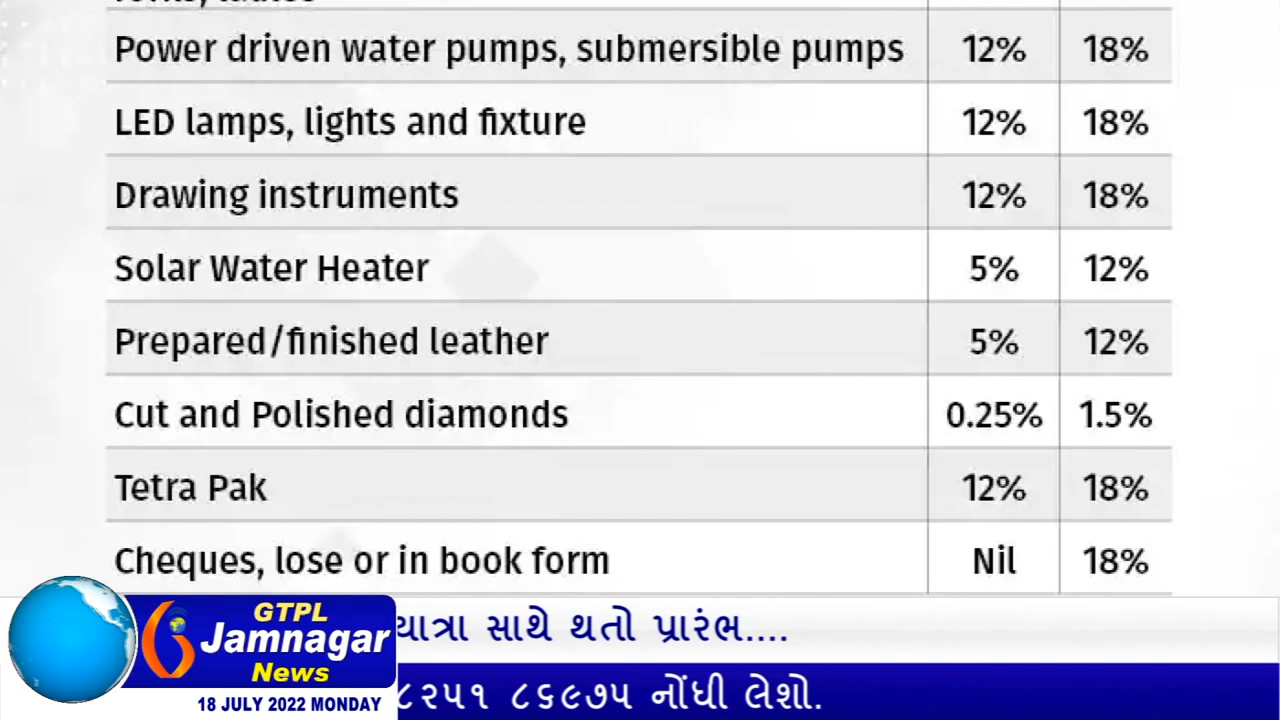 Power driven water pumps, submersible pumps 12% 18%
LED lamps, lights and fixture 12% 18%
Drawing instruments 12% 18%
Solar Water Heater 5% 12%
Prepared/finished leather 5% 12%
Cut and Polished diamonds 0.25% 1.5%
Tetra Pak 12% 18%
Cheques, lose or in book form Nil 18%
GTPL
Jamnagar
News
18 JULY 2022 MONDAY
યાત્રા સાથે થતો પ્રારંભ....
૮૨૫૧ ૮૬૯૭૫ નોંધી લેશો.